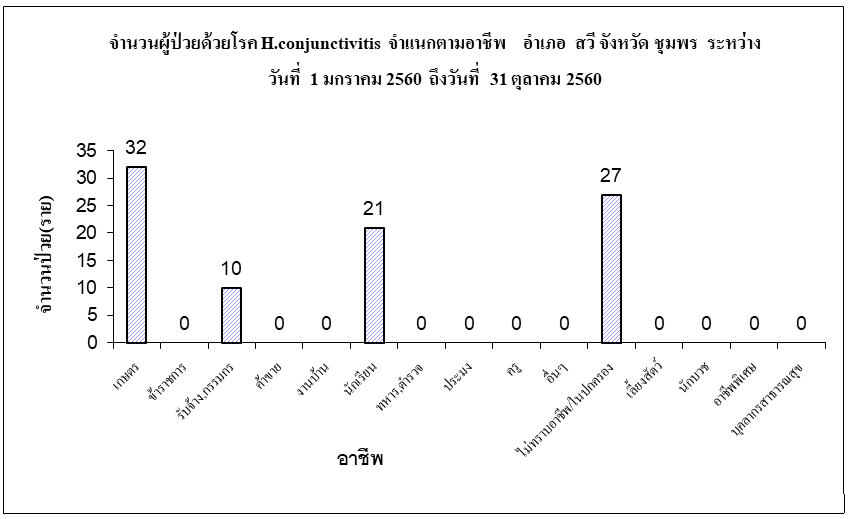 จำนวนผู้ป่วยด้วยโรค H.conjunctivitis จำแนกตามอาชีพ อำเภอ สวี จังหวัด ชุมพร ระหว่าง
วันที่ 1 มกราคม 2560 ถึงวันที่ 31 ตุลาคม 2560
จำนวนป่วย(ราย)
35
30
25
20
15
10
5
0
32
0
10
0
0
21
0
0
0
0
27
0
0
0
0
เกษตร
ข้าราชการ
รับจ้าง,กรรมกร
ค้าขาย
งานบ้าน
นักเรียน
ทหาร,ตำรวจ
ประมง
ครู
อื่นๆ
ไม่ทราบอาชีพ/ในปกครอง
เลี้ยงสัตว์
นักบวช
อาชีพพิเศษ
บุคลากรสาธารณสุข
อาชีพ